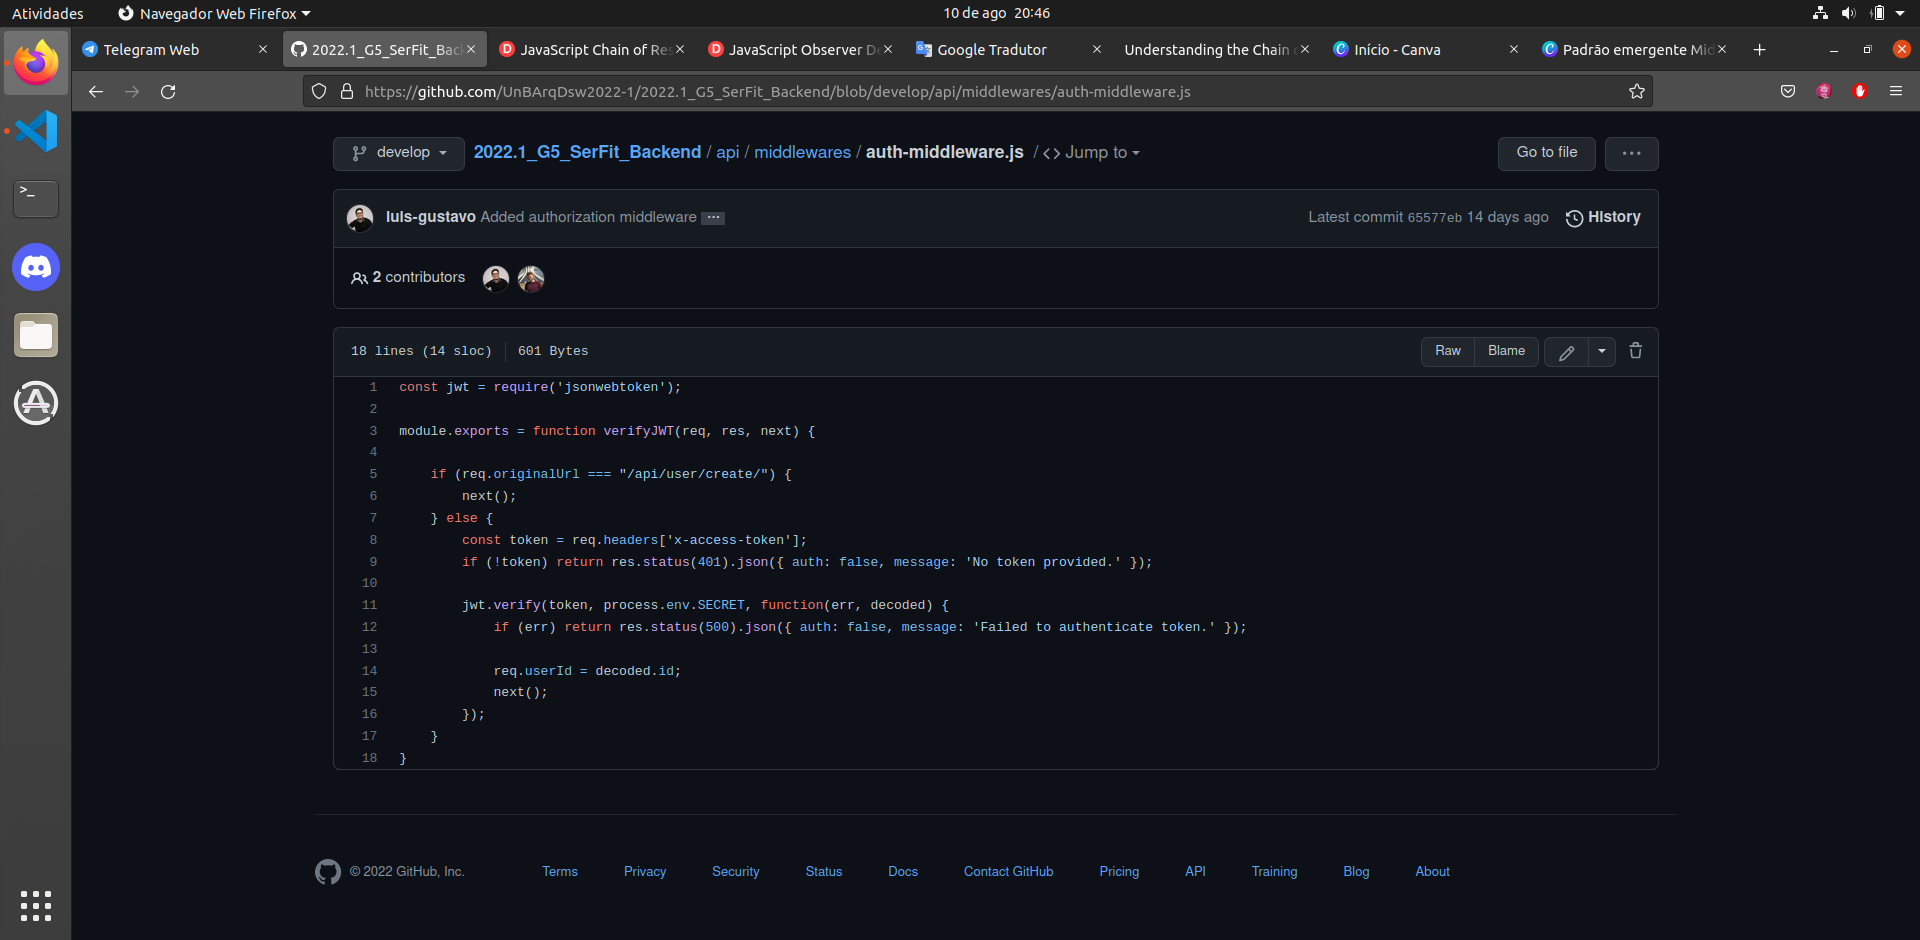 Atividades
Navegador Web Firefox
10 de ago 20:46
Telegram Web
2022.1_G5_SerFit_Bac
JavaScript Chain of Res
JavaScript Observer De
Google Tradutor
Understanding the Chain
Início - Canva
Padrão emergente Mid
https://github.com/UnBArqDsw2022-1/2022.1_G5_SerFit_Backend/blob/develop/api/middlewares/auth-middleware.js
develop
2022.1_G5_SerFit_Backend / api / middlewares / auth-middleware.js / <> Jump to
Go to file
...
luis-gustavo Added authorization middleware ...
Latest commit 65577eb 14 days ago
History
2 contributors
18 lines (14 sloc)
601 Bytes
Raw
Blame
1 const jwt = require('jsonwebtoken');
2
3 module.exports = function verifyJWT(req, res, next) {
4
5     if (req.originalUrl === "/api/user/create/") {
6         next();
7     } else {
8         const token = req.headers['x-access-token'];
9         if (!token) return res.status(401).json({ auth: false, message: 'No token provided.' });
10
11         jwt.verify(token, process.env.SECRET, function(err, decoded) {
12             if (err) return res.status(500).json({ auth: false, message: 'Failed to authenticate token.' });
13
14             req.userId = decoded.id;
15             next();
16         });
17     }
18 }
© 2022 GitHub, Inc.
Terms
Privacy
Security
Status
Docs
Contact GitHub
Pricing
API
Training
Blog
About